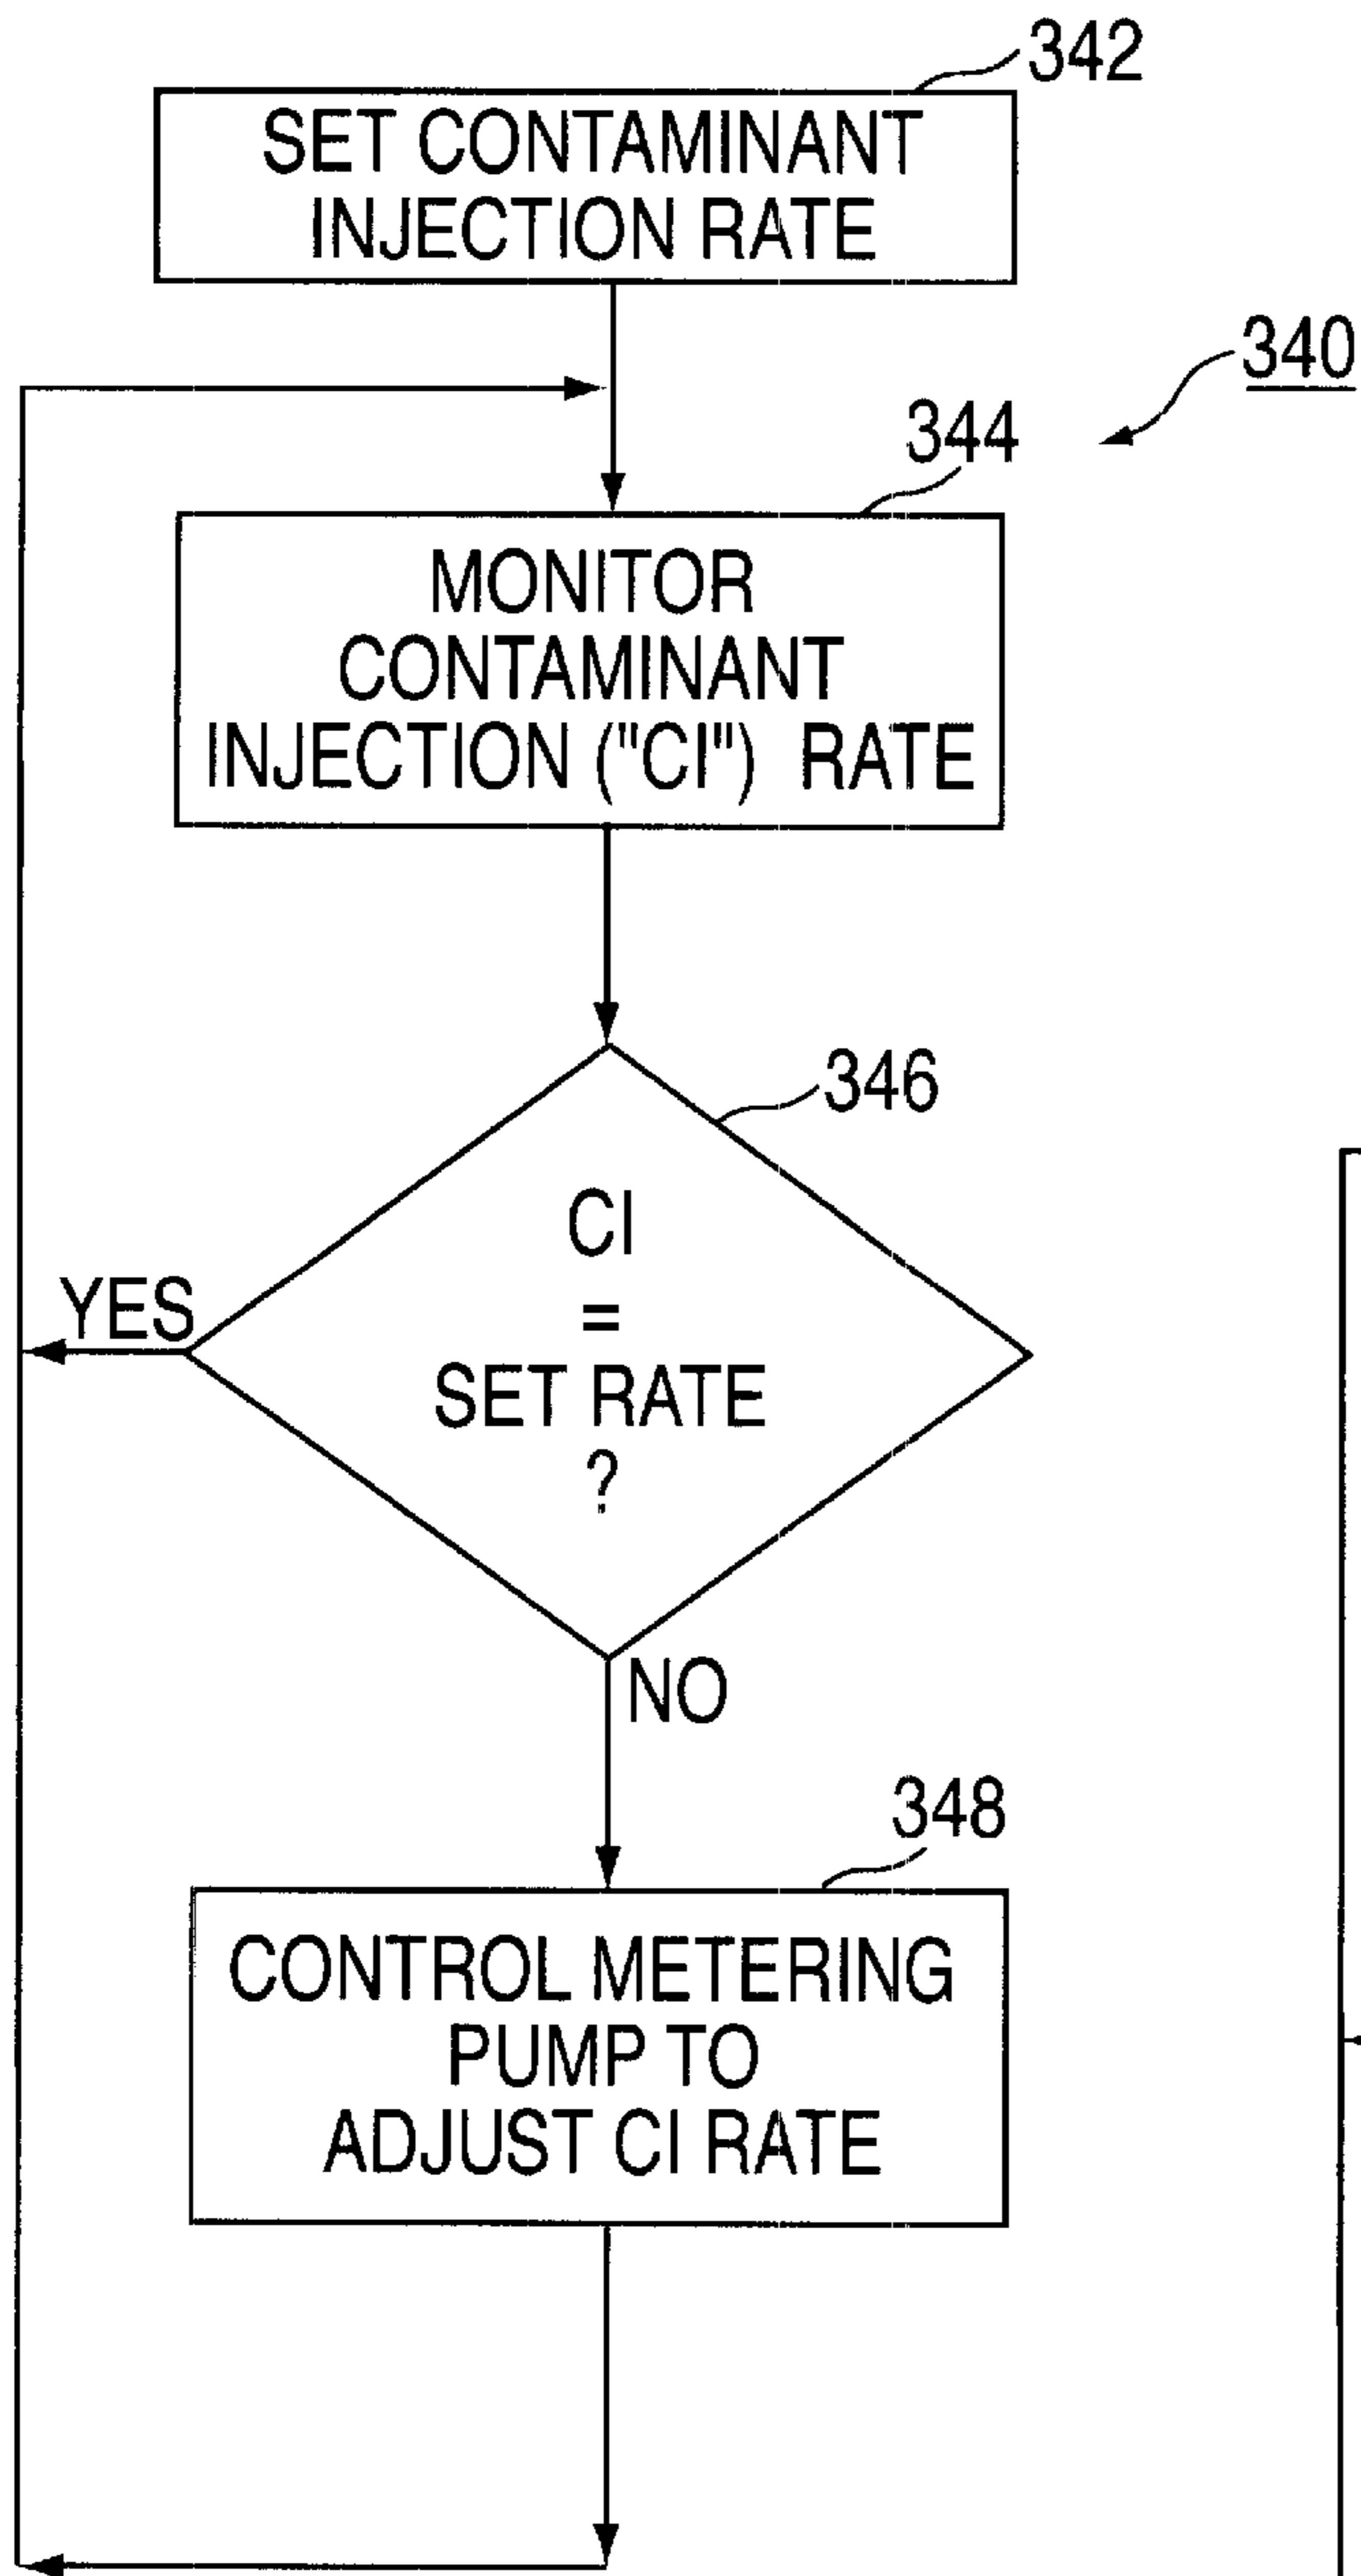 342
SET CONTAMINANT
INJECTION RATE
340
344
MONITOR
CONTAMINANT
INJECTION ("CI") RATE
346
CI
=
SET RATE
?
YES
NO
348
CONTROL METERING
PUMP TO
ADJUST CI RATE